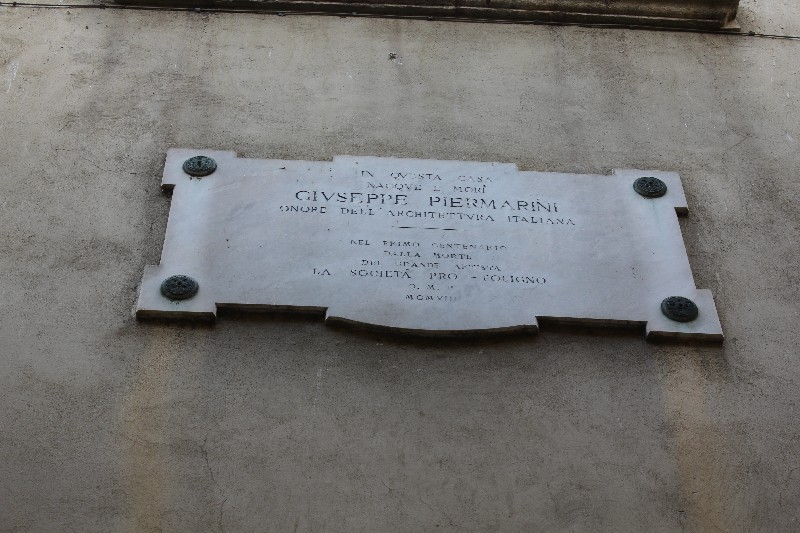 IN QVESTA CASA
NACQVE E MORÌ
GIVSEPPE PIERMARINI
ONORE DELL'ARCHITETTVRA ITALIANA
NEL PRIMO CENTENARIO
DALLA MORTE
DEL GRANDE ARTISTA
LA SOCIETÀ PRO-FOLIGNO
Q. M. P.
MCMVIII